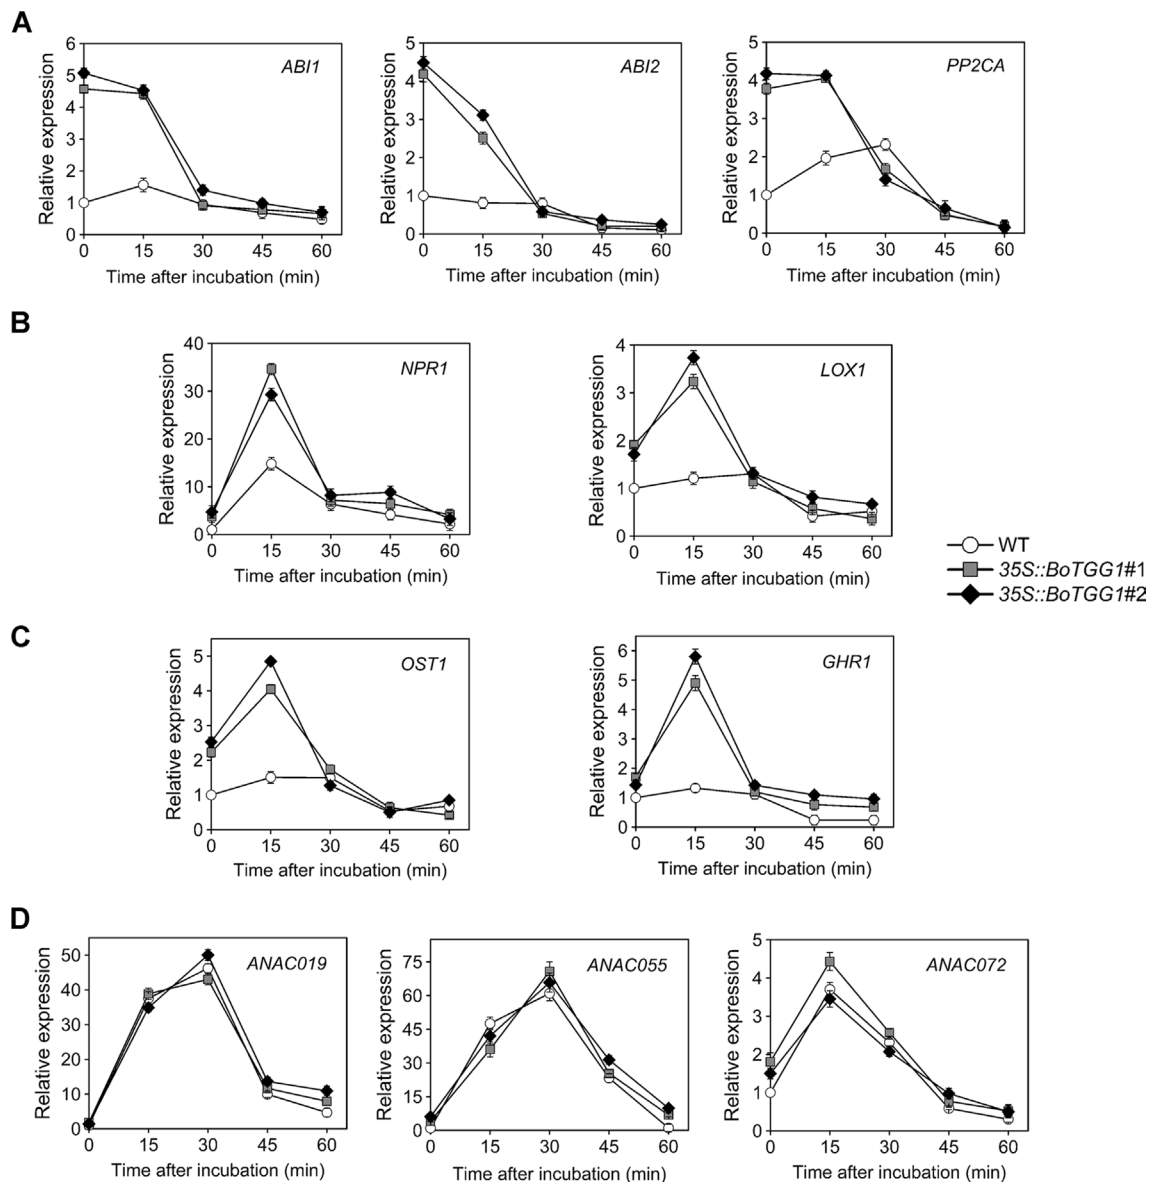 A
ABI1
Relative expression
6
5
4
3
2
1
0
0 15 30 45 60
Time after incubation (min)
ABI2
Relative expression
5
4
3
2
1
0
0 15 30 45 60
Time after incubation (min)
PP2CA
Relative expression
5
4
3
2
1
0
0 15 30 45 60
Time after incubation (min)
B
NPR1
Relative expression
40
30
20
10
0
0 15 30 45 60
Time after incubation (min)
LOX1
Relative expression
4
3
2
1
0
0 15 30 45 60
Time after incubation (min)
WT
35S::BoTGG1#1
35S::BoTGG1#2
C
OST1
Relative expression
5
4
3
2
1
0
0 15 30 45 60
Time after incubation (min)
GHR1
Relative expression
6
5
4
3
2
1
0
0 15 30 45 60
Time after incubation (min)
D
ANAC019
Relative expression
50
40
30
20
10
0
0 15 30 45 60
Time after incubation (min)
ANAC055
Relative expression
75
60
45
30
15
0
0 15 30 45 60
Time after incubation (min)
ANAC072
Relative expression
5
4
3
2
1
0
0 15 30 45 60
Time after incubation (min)